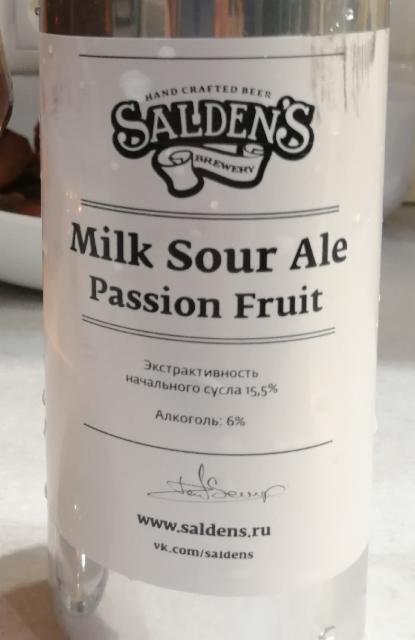 HAND CRAFTED BEER
SALDEN'S
BREWERY
Milk Sour Ale
Passion Fruit
Экстрактивность
начального сусла 15,5%
Алкоголь: 6%
www.saldens.ru
vk.com/saldens